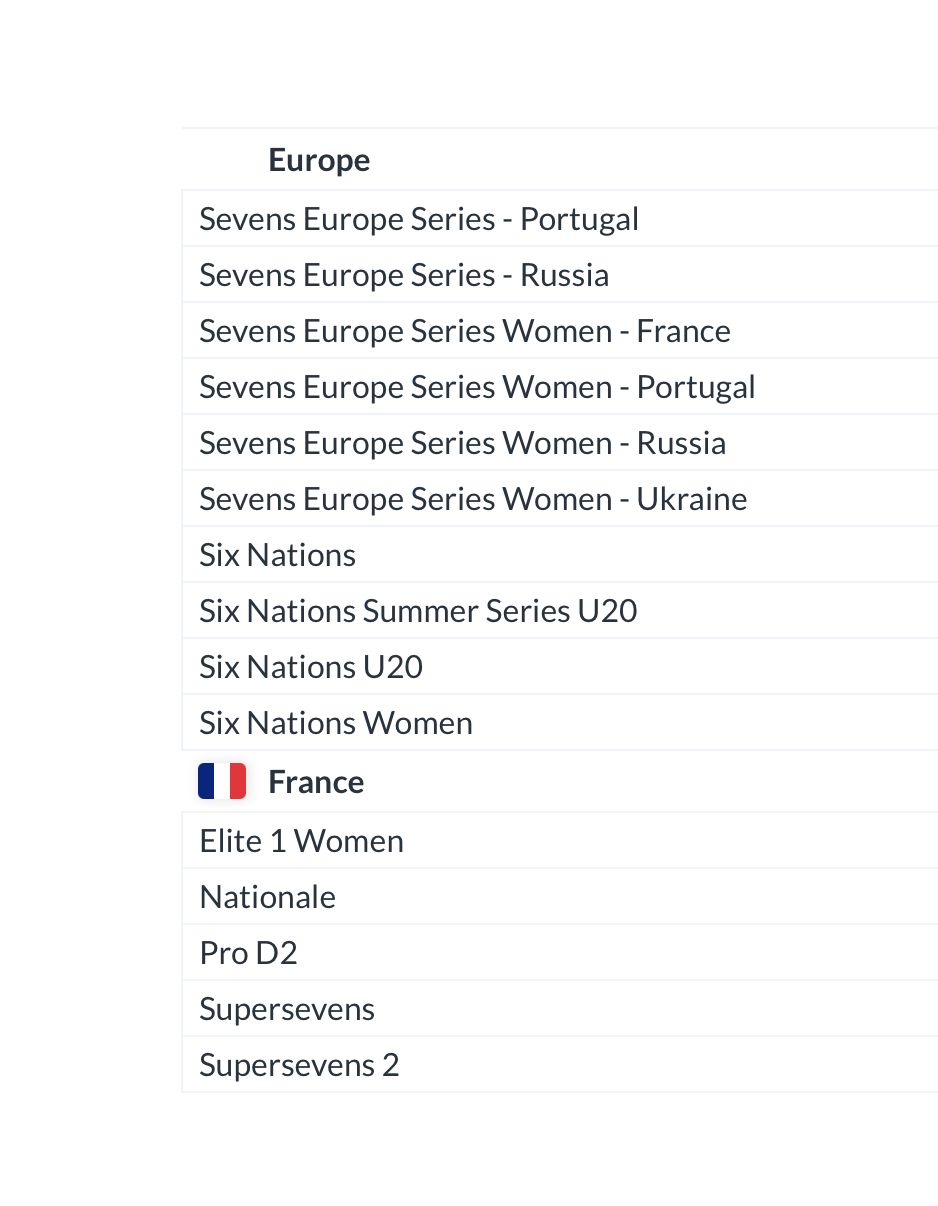 Europe
Sevens Europe Series - Portugal
Sevens Europe Series - Russia
Sevens Europe Series Women - France
Sevens Europe Series Women - Portugal
Sevens Europe Series Women - Russia
Sevens Europe Series Women - Ukraine
Six Nations
Six Nations Summer Series U20
Six Nations U20
Six Nations Women
France
Elite 1 Women
Nationale
Pro D2
Supersevens
Supersevens 2